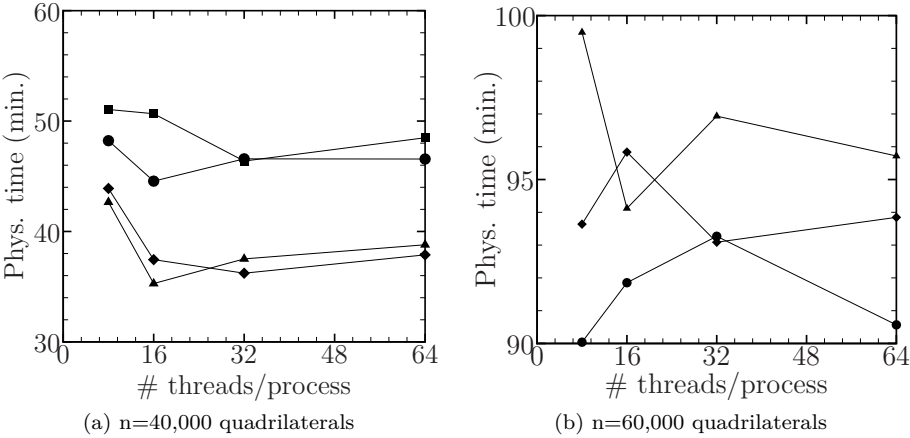 60
50
40
30
0
16
32
48
64
Phys. time (min.)
# threads/process
(a) n=40,000 quadrilaterals
100
95
90
0
16
32
48
64
Phys. time (min.)
# threads/process
(b) n=60,000 quadrilaterals